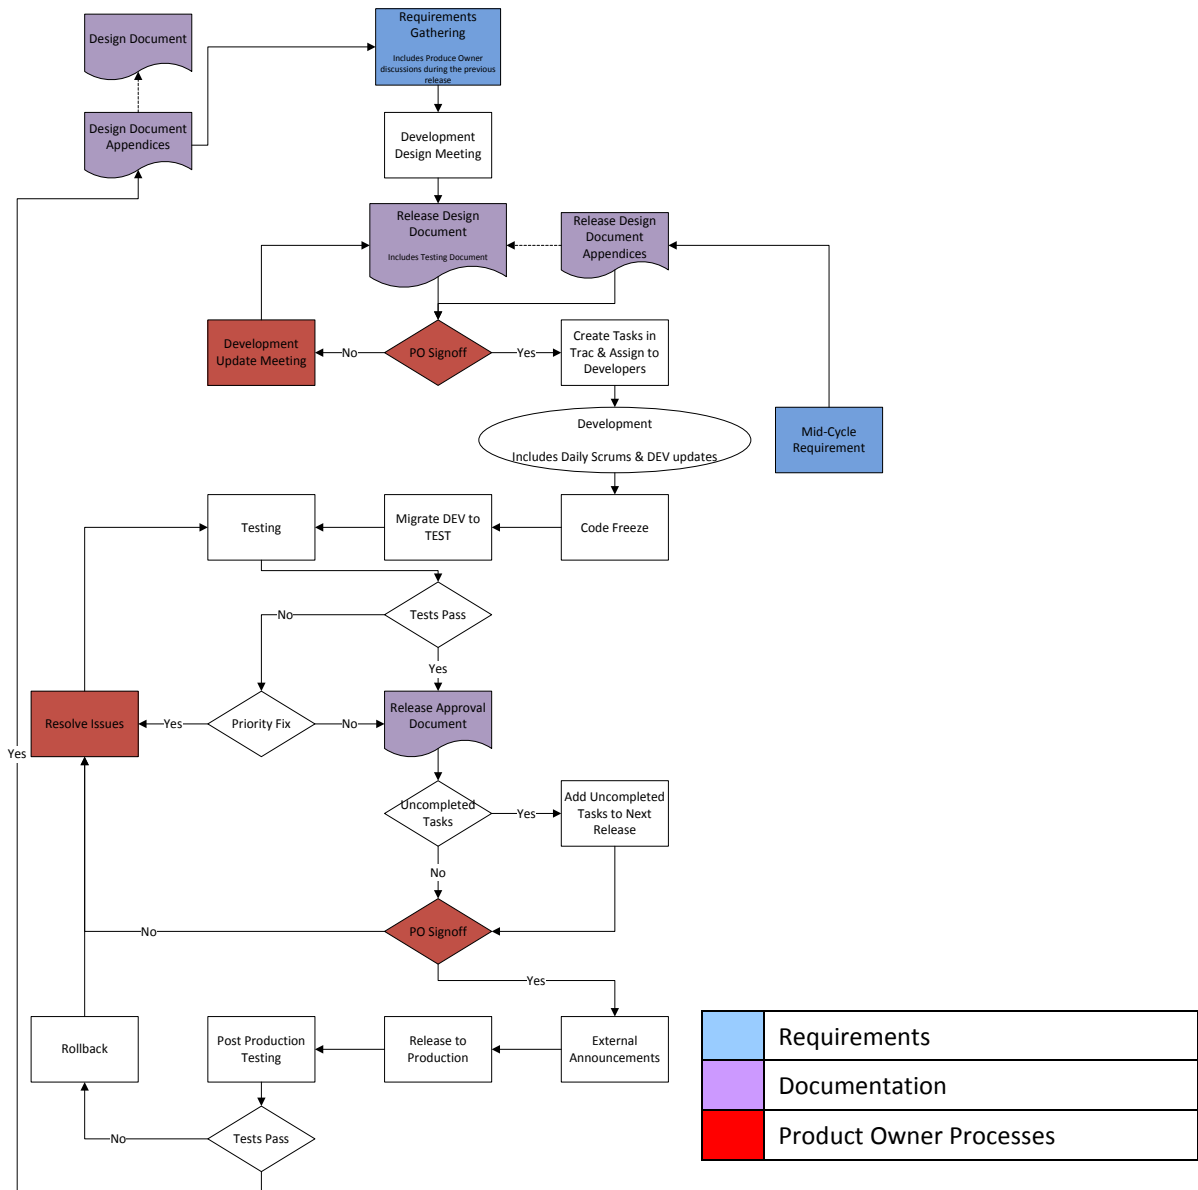 Design Document
Requirements
Gathering
Includes Produce Owner
discussions during the previous
release
Design Document
Appendices
Development
Design Meeting
Release Design
Document
Includes Testing Document
Release Design
Document
Appendices
Development
Update Meeting
No
PO Signoff
Yes
Create Tasks in
Trac & Assign to
Developers
Development
Includes Daily Scrums & DEV updates
Mid-Cycle
Requirement
Testing
Migrate DEV to
TEST
Code Freeze
No
Tests Pass
Yes
Resolve Issues
Yes
Priority Fix
No
Release Approval
Document
Yes
Uncompleted
Tasks
Yes
Add Uncompleted
Tasks to Next
Release
No
No
PO Signoff
Yes
Rollback
Post Production
Testing
Release to
Production
External
Announcements
No
Tests Pass
Requirements
Documentation
Product Owner Processes